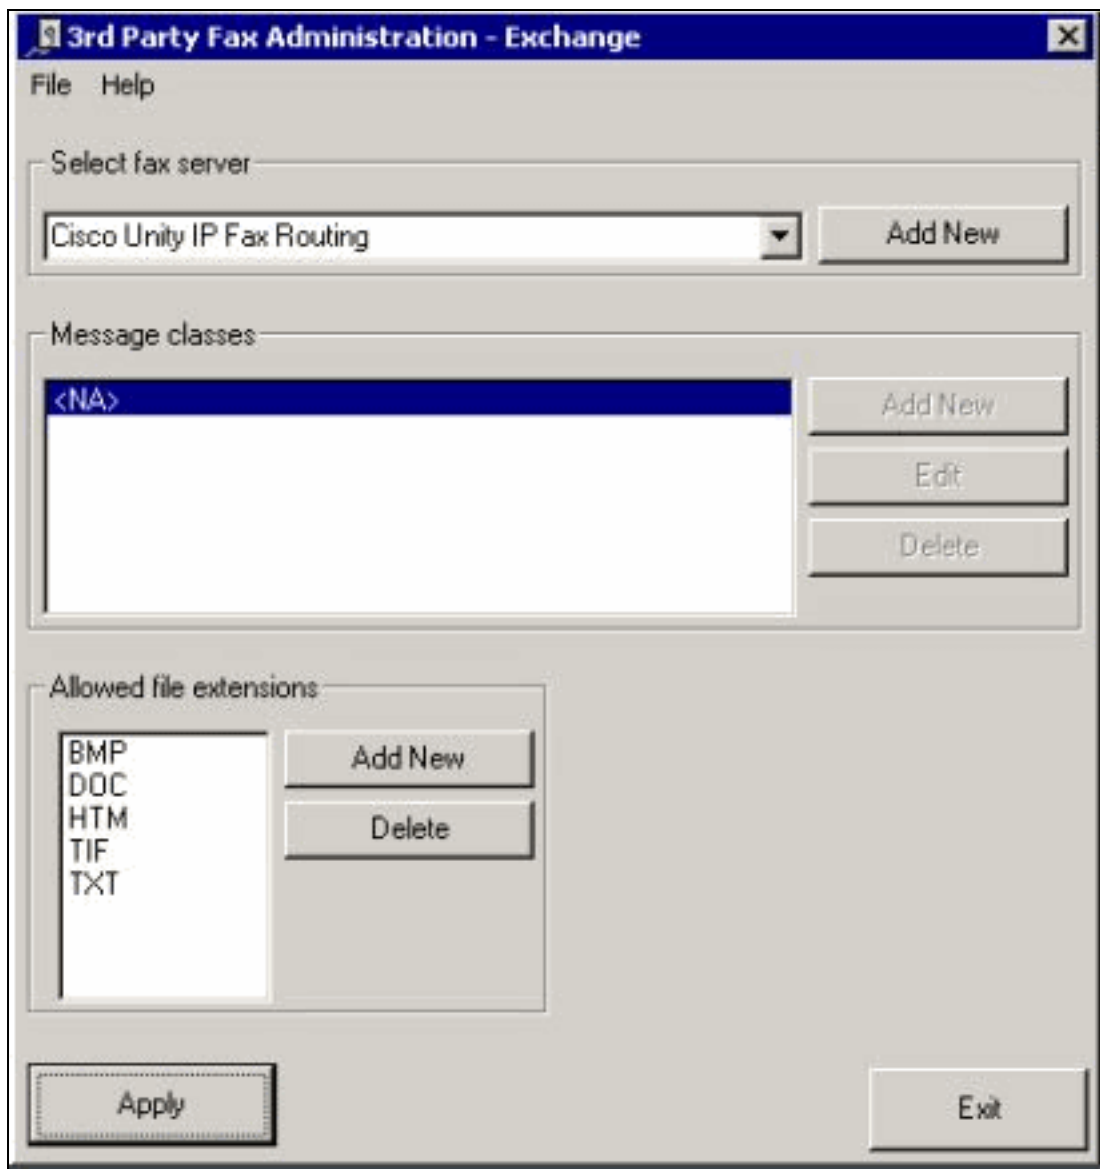 3rd Party Fax Administration - Exchange
File Help
Select fax server
Cisco Unity IP Fax Routing
Add New
Message classes
<NA>
Add New
Edit
Delete
Allowed file extensions
BMP
DOC
HTM
TIF
TXT
Add New
Delete
Apply
Exit